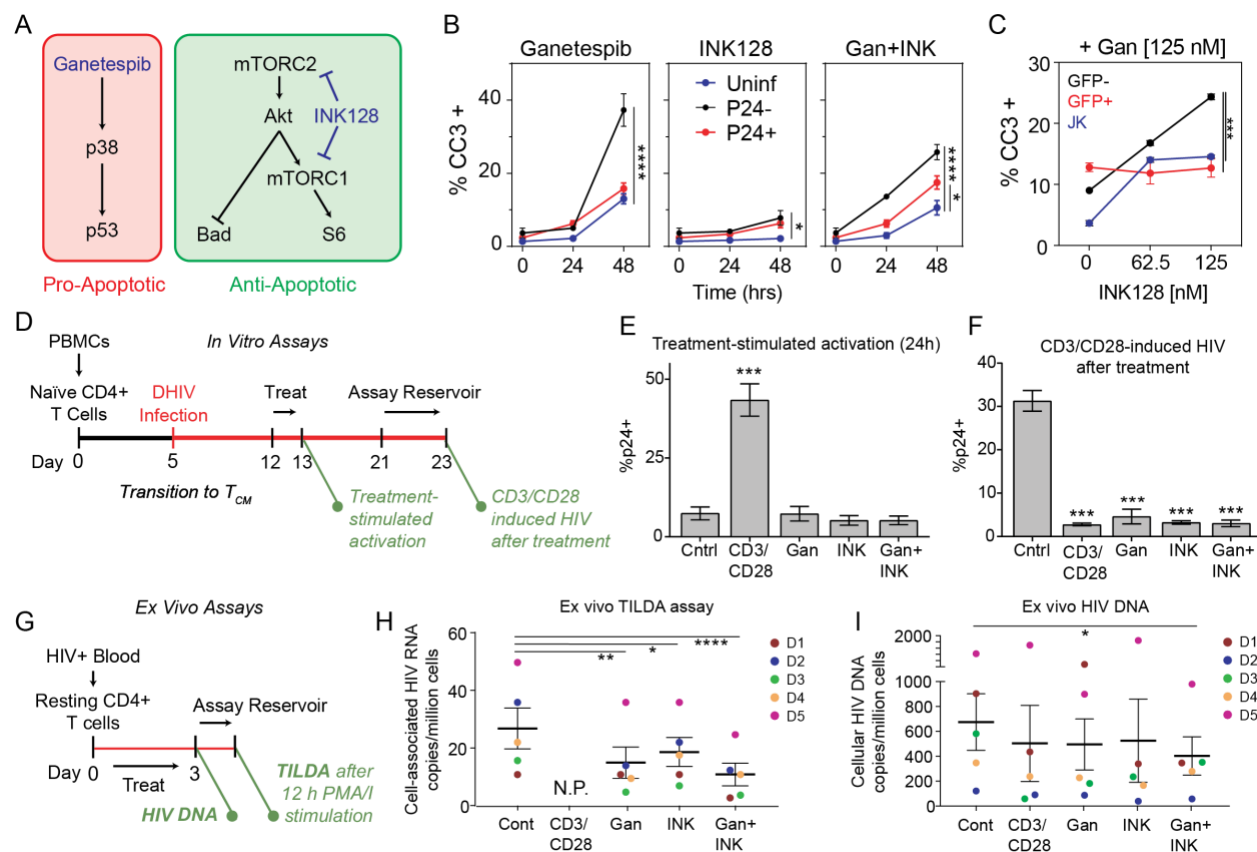 A
Ganetespib
p38
p53
Pro-Apoptotic
mTORC2
Akt
INK128
mTORC1
Bad
S6
Anti-Apoptotic
B
Ganetespib
INK128
Gan+INK
% CC3 +
40
20
0
Uninf
P24-
P24+
****
*
****
*
0
24
48
0
24
48
0
24
48
Time (hrs)
C
+ Gan [125 nM]
% CC3 +
30
20
10
0
GFP-
GFP+
JK
***
0
62.5
125
INK128 [nM]
D
In Vitro Assays
PBMCs
Naïve CD4+
T Cells
DHIV
Infection
Treat
Assay Reservoir
Day
0
5
12
13
21
23
Transition to TCM
Treatment-
stimulated
activation
CD3/CD28
induced HIV
after treatment
E
Treatment-stimulated activation (24h)
%p24+
50
25
0
***
Cntrl
CD3/
CD28
Gan
INK
Gan+
INK
F
CD3/CD28-induced HIV
after treatment
%p24+
40
30
20
10
0
***
***
***
***
Cntrl
CD3/
CD28
Gan
INK
Gan+
INK
G
Ex Vivo Assays
HIV+ Blood
Resting CD4+
T cells
Assay Reservoir
Day
0
Treat
3
HIV DNA
TILDA after
12 h PMA/I
stimulation
H
Ex vivo TILDA assay
Cell-associated HIV RNA
copies/million cells
60
40
20
0
**
*
****
N.P.
D1
D2
D3
D4
D5
Cont
CD3/
CD28
Gan
INK
Gan+
INK
I
Ex vivo HIV DNA
Cellular HIV DNA
copies/million cells
2000
1000
800
600
400
200
0
*
D1
D2
D3
D4
D5
Cont
CD3/
CD28
Gan
INK
Gan+
INK